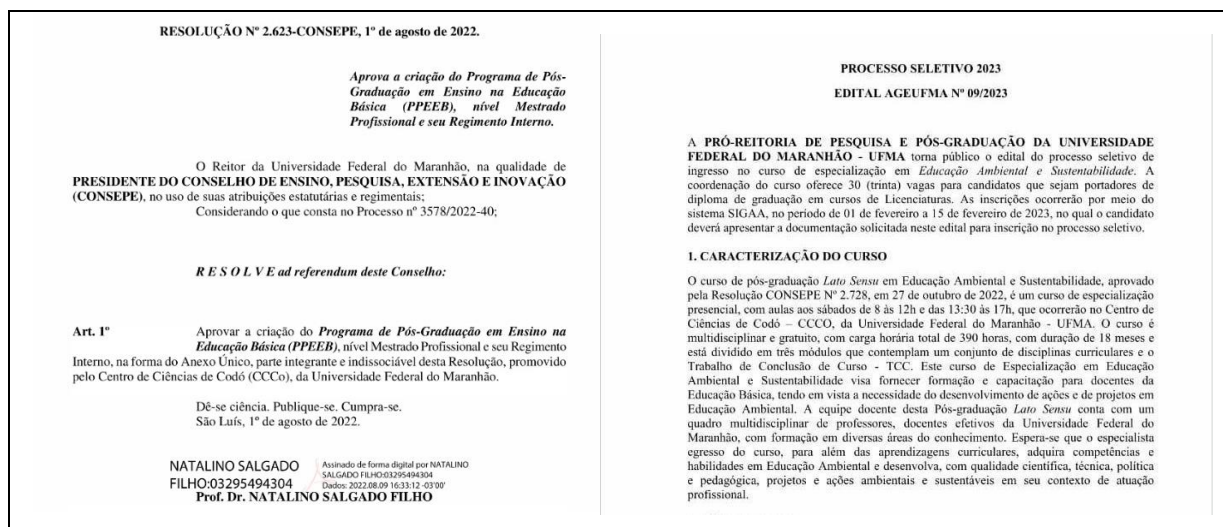 RESOLUÇÃO Nº 2.623-CONSEPE, 1º de agosto de 2022.
Aprova a criação do Programa de Pós-
Graduação em Ensino na Educação
Básica (PPEEB), nível Mestrado
Profissional e seu Regimento Interno.
O Reitor da Universidade Federal do Maranhão, na qualidade de
PRESIDENTE DO CONSELHO DE ENSINO, PESQUISA, EXTENSÃO E INOVAÇÃO
(CONSEPE), no uso de suas atribuições estatutárias e regimentais;
Considerando o que consta no Processo nº 3578/2022-40;
R E S O L V E ad referendum deste Conselho:
Art. 1º Aprovar a criação do Programa de Pós-Graduação em Ensino na
Educação Básica (PPEEB), nível Mestrado Profissional e seu Regimento
Interno, na forma do Anexo Único, parte integrante e indissociável desta Resolução, promovido
pelo Centro de Ciências de Codó (CCCo), da Universidade Federal do Maranhão.
Dê-se ciência. Publique-se. Cumpra-se.
São Luís, 1º de agosto de 2022.
NATALINO SALGADO
FILHO:03295494304
Assinado de forma digital por NATALINO
SALGADO FILHO:03295494304
Dados: 2022.08.09 16:33:12 -03'00'
Prof. Dr. NATALINO SALGADO FILHO
PROCESSO SELETIVO 2023
EDITAL AGEUFMA Nº 09/2023
A PRÓ-REITORIA DE PESQUISA E PÓS-GRADUAÇÃO DA UNIVERSIDADE
FEDERAL DO MARANHÃO - UFMA torna público o edital do processo seletivo de
ingresso no curso de especialização em Educação Ambiental e Sustentabilidade. A
coordenação do curso oferece 30 (trinta) vagas para candidatos que sejam portadores de
diploma de graduação em cursos de Licenciaturas. As inscrições ocorrerão por meio do
sistema SIGAA, no período de 01 de fevereiro a 15 de fevereiro de 2023, no qual o candidato
deverá apresentar a documentação solicitada neste edital para inscrição no processo seletivo.
1. CARACTERIZAÇÃO DO CURSO
O curso de pós-graduação Lato Sensu em Educação Ambiental e Sustentabilidade, aprovado
pela Resolução CONSEPE Nº 2.728, em 27 de outubro de 2022, é um curso de especialização
presencial, com aulas aos sábados de 8 às 12h e das 13:30 às 17h, que ocorrerão no Centro de
Ciências de Codó – CCCO, da Universidade Federal do Maranhão - UFMA. O curso é
multidisciplinar e gratuito, com carga horária total de 390 horas, com duração de 18 meses e
está dividido em três módulos que contemplam um conjunto de disciplinas curriculares e o
Trabalho de Conclusão de Curso - TCC. Este curso de Especialização em Educação
Ambiental e Sustentabilidade visa fornecer formação e capacitação para docentes da
Educação Básica, tendo em vista a necessidade do desenvolvimento de ações e de projetos em
Educação Ambiental. A equipe docente desta Pós-graduação Lato Sensu conta com um
quadro multidisciplinar de professores, docentes efetivos da Universidade Federal do
Maranhão, com formação em diversas áreas do conhecimento. Espera-se que o especialista
egresso do curso, para além das aprendizagens curriculares, adquira competências e
habilidades em Educação Ambiental e desenvolva, com qualidade científica, técnica, política
e pedagógica, projetos e ações ambientais e sustentáveis em seu contexto de atuação
profissional.